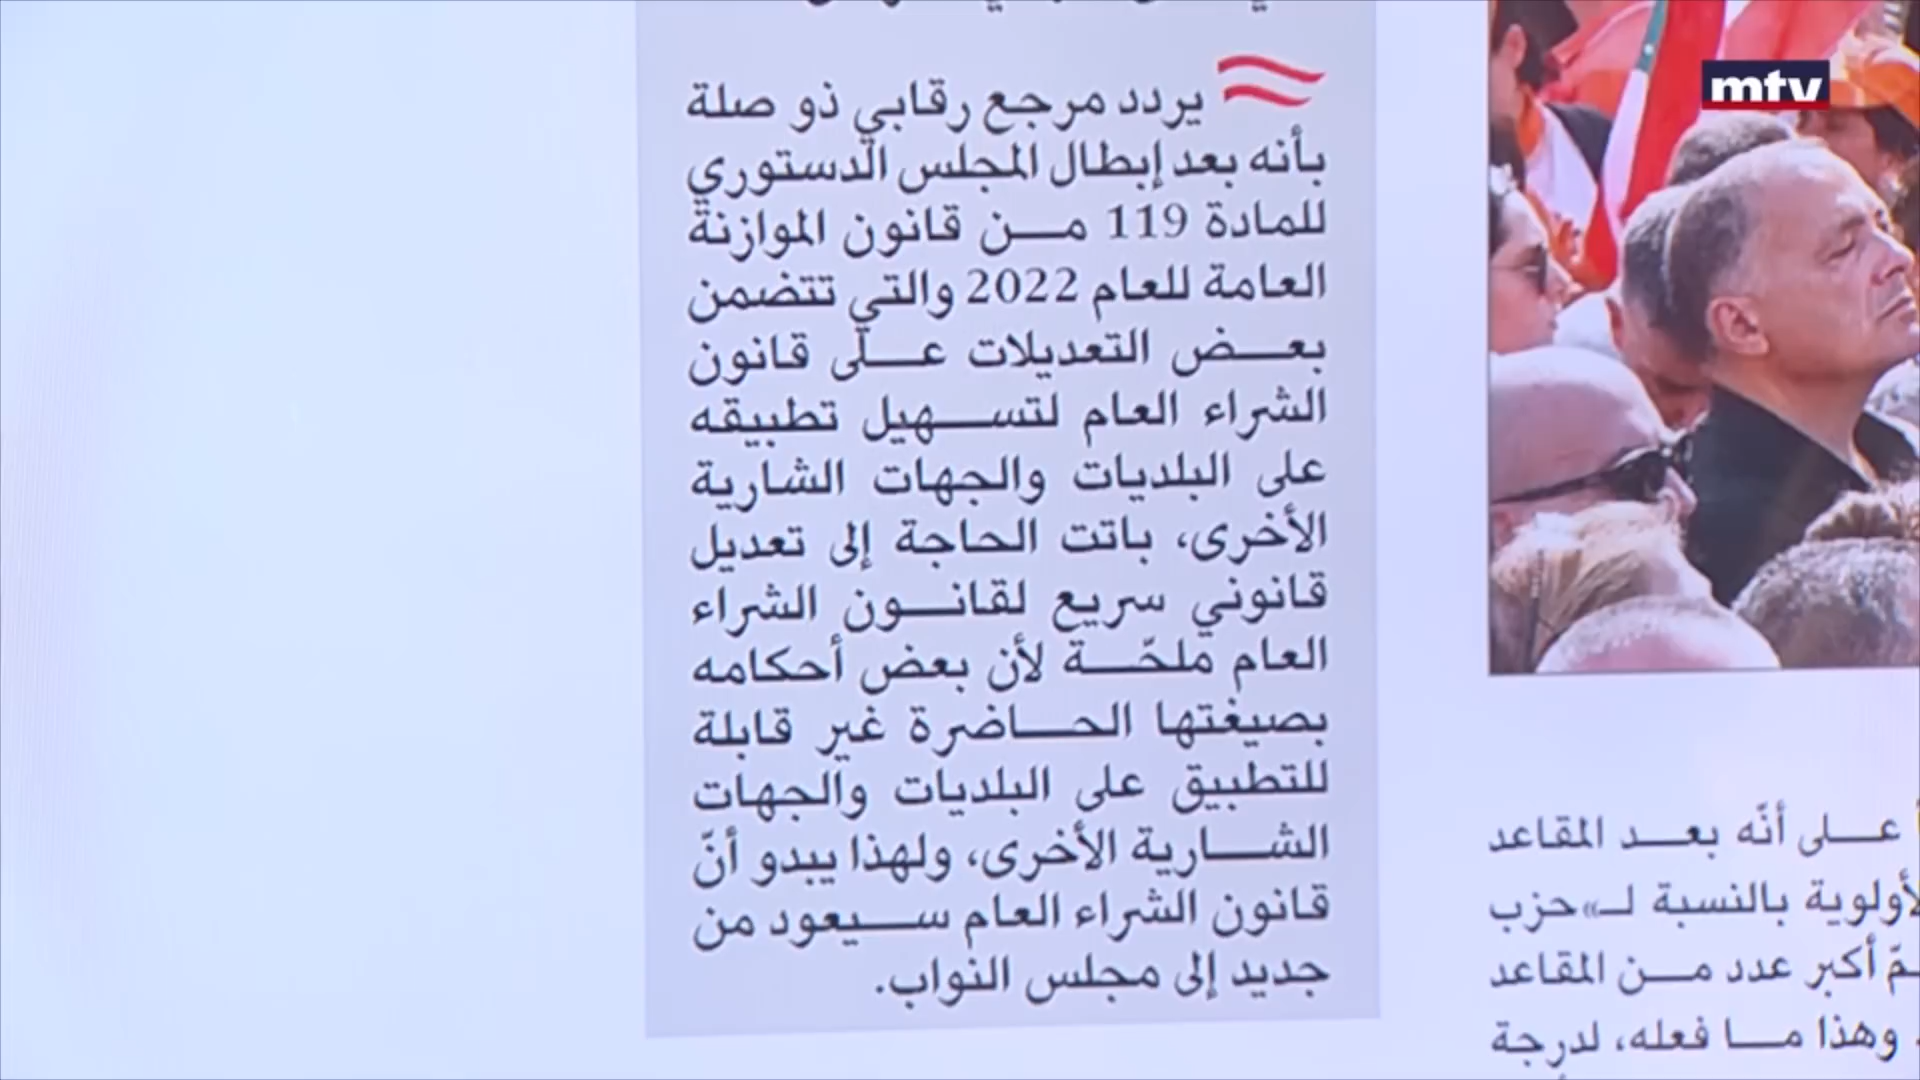 mtv
يردد مرجع رقابي ذو صلة
بأنه بعد إبطال المجلس الدستوري
للمادة 119 من قانون الموازنة
العامة للعام 2022 والتي تتضمن
بعض التعديلات على قانون
الشراء العام لتسهيل تطبيقه
على البلديات والجهات الشارية
الأخرى، باتت الحاجة إلى تعديل
قانوني سريع لقانون الشراء
العام ملحّة لأن بعض أحكامه
بصيغتها الحاضرة غير قابلة
للتطبيق على البلديات والجهات
الشارية الأخرى، ولهذا يبدو أنّ
قانون الشراء العام سيعود من
جديد إلى مجلس النواب.
على أنّه بعد المقاعد
بالنسبة لـ«حزب
أكبر عدد من المقاعد
وهذا ما فعله، لدرجة